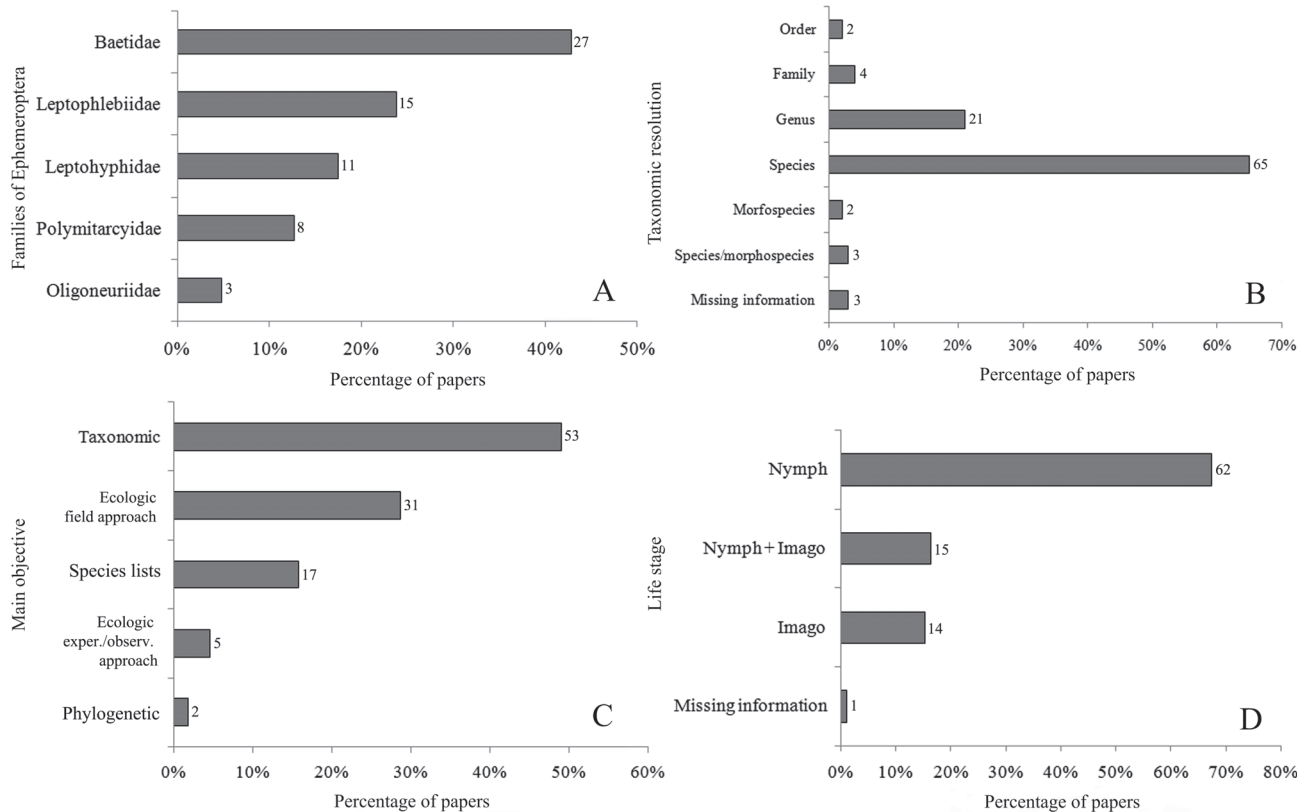 Families of Ephemeroptera
Baetidae
27
Leptophlebiidae
15
Leptohyphidae
11
Polymitarcyidae
8
Oligoneuriidae
3
A
0% 10% 20% 30% 40% 50%
Percentage of papers
Taxonomic resolution
Order
2
Family
4
Genus
21
Species
65
Morfospecies
2
Species/morphospecies
3
Missing information
3
B
0% 10% 20% 30% 40% 50% 60% 70%
Percentage of papers
Main objective
Taxonomic
53
Ecologic
field approach
31
Species lists
17
Ecologic
exper./observ.
approach
5
Phylogenetic
2
C
0% 10% 20% 30% 40% 50% 60%
Percentage of papers
Life stage
Nymph
62
Nymph + Imago
15
Imago
14
Missing information
1
D
0% 10% 20% 30% 40% 50% 60% 70% 80%
Percentage of papers